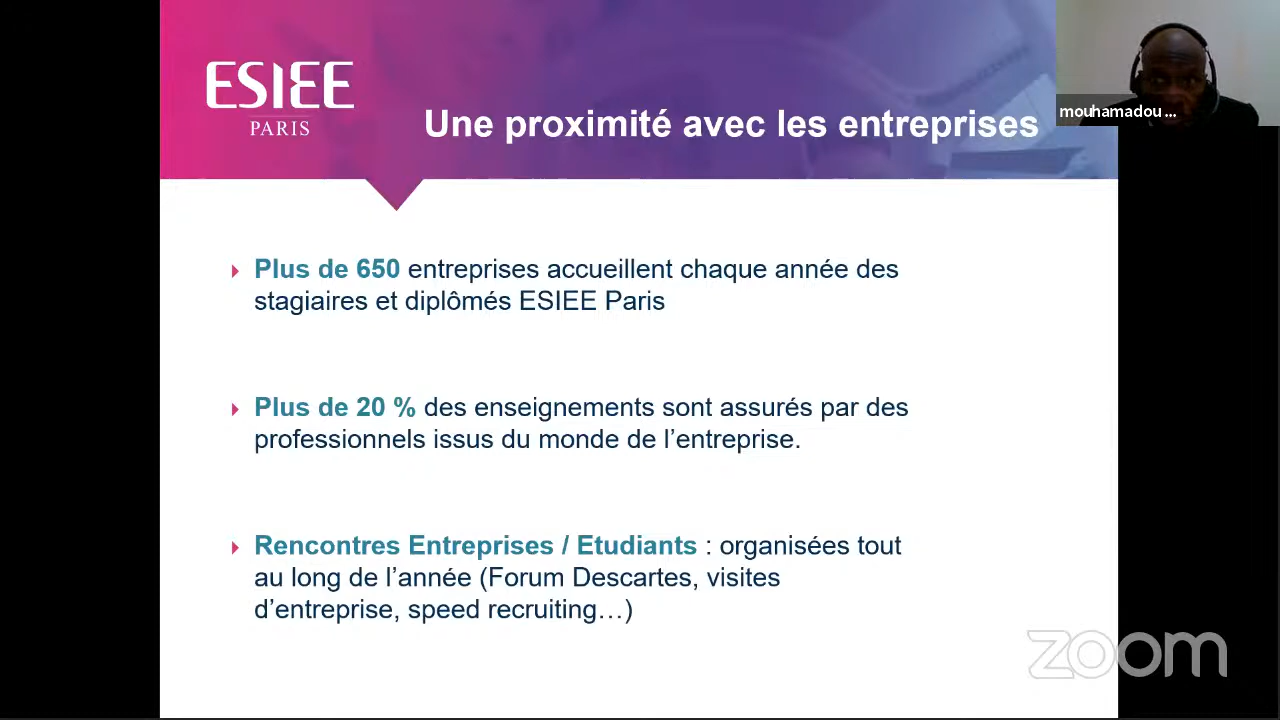 ESIEE
PARIS
Une proximité avec les entreprises
mouhamadou ...
Plus de 650 entreprises accueillent chaque année des
stagiaires et diplômés ESIEE Paris
Plus de 20 % des enseignements sont assurés par des
professionnels issus du monde de l’entreprise.
Rencontres Entreprises / Etudiants : organisées tout
au long de l’année (Forum Descartes, visites
d’entreprise, speed recruiting…)
zoom